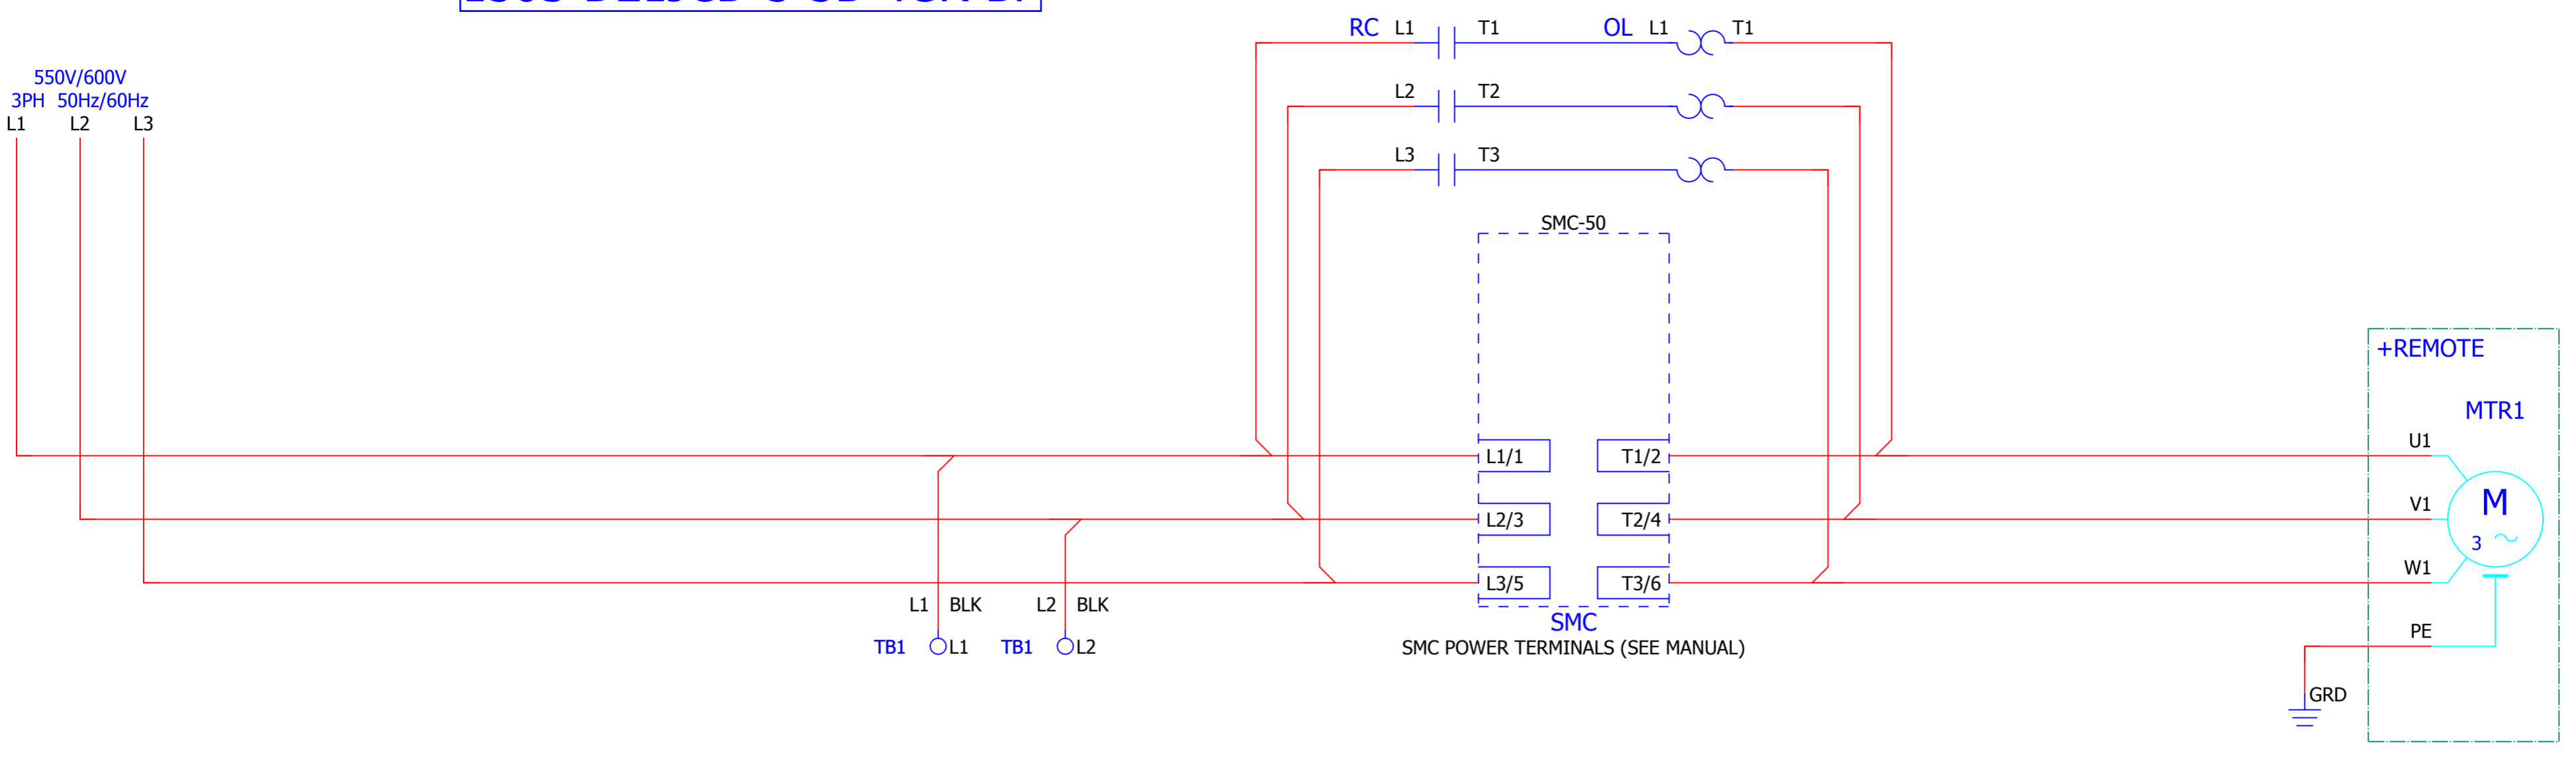 RC L1 T1 OL L1 T1
550V/600V
3PH 50Hz/60Hz
L1 L2 L3
L2 T2
L3 T3
SMC-50
+REMOTE
MTR1
L1/1 T1/2 U1
L2/3 T2/4 V1
M
3
L3/5 T3/6 W1
L1 BLK L2 BLK
SMC
TB1 L1 TB1 L2
SMC POWER TERMINALS (SEE MANUAL)
PE
GRD